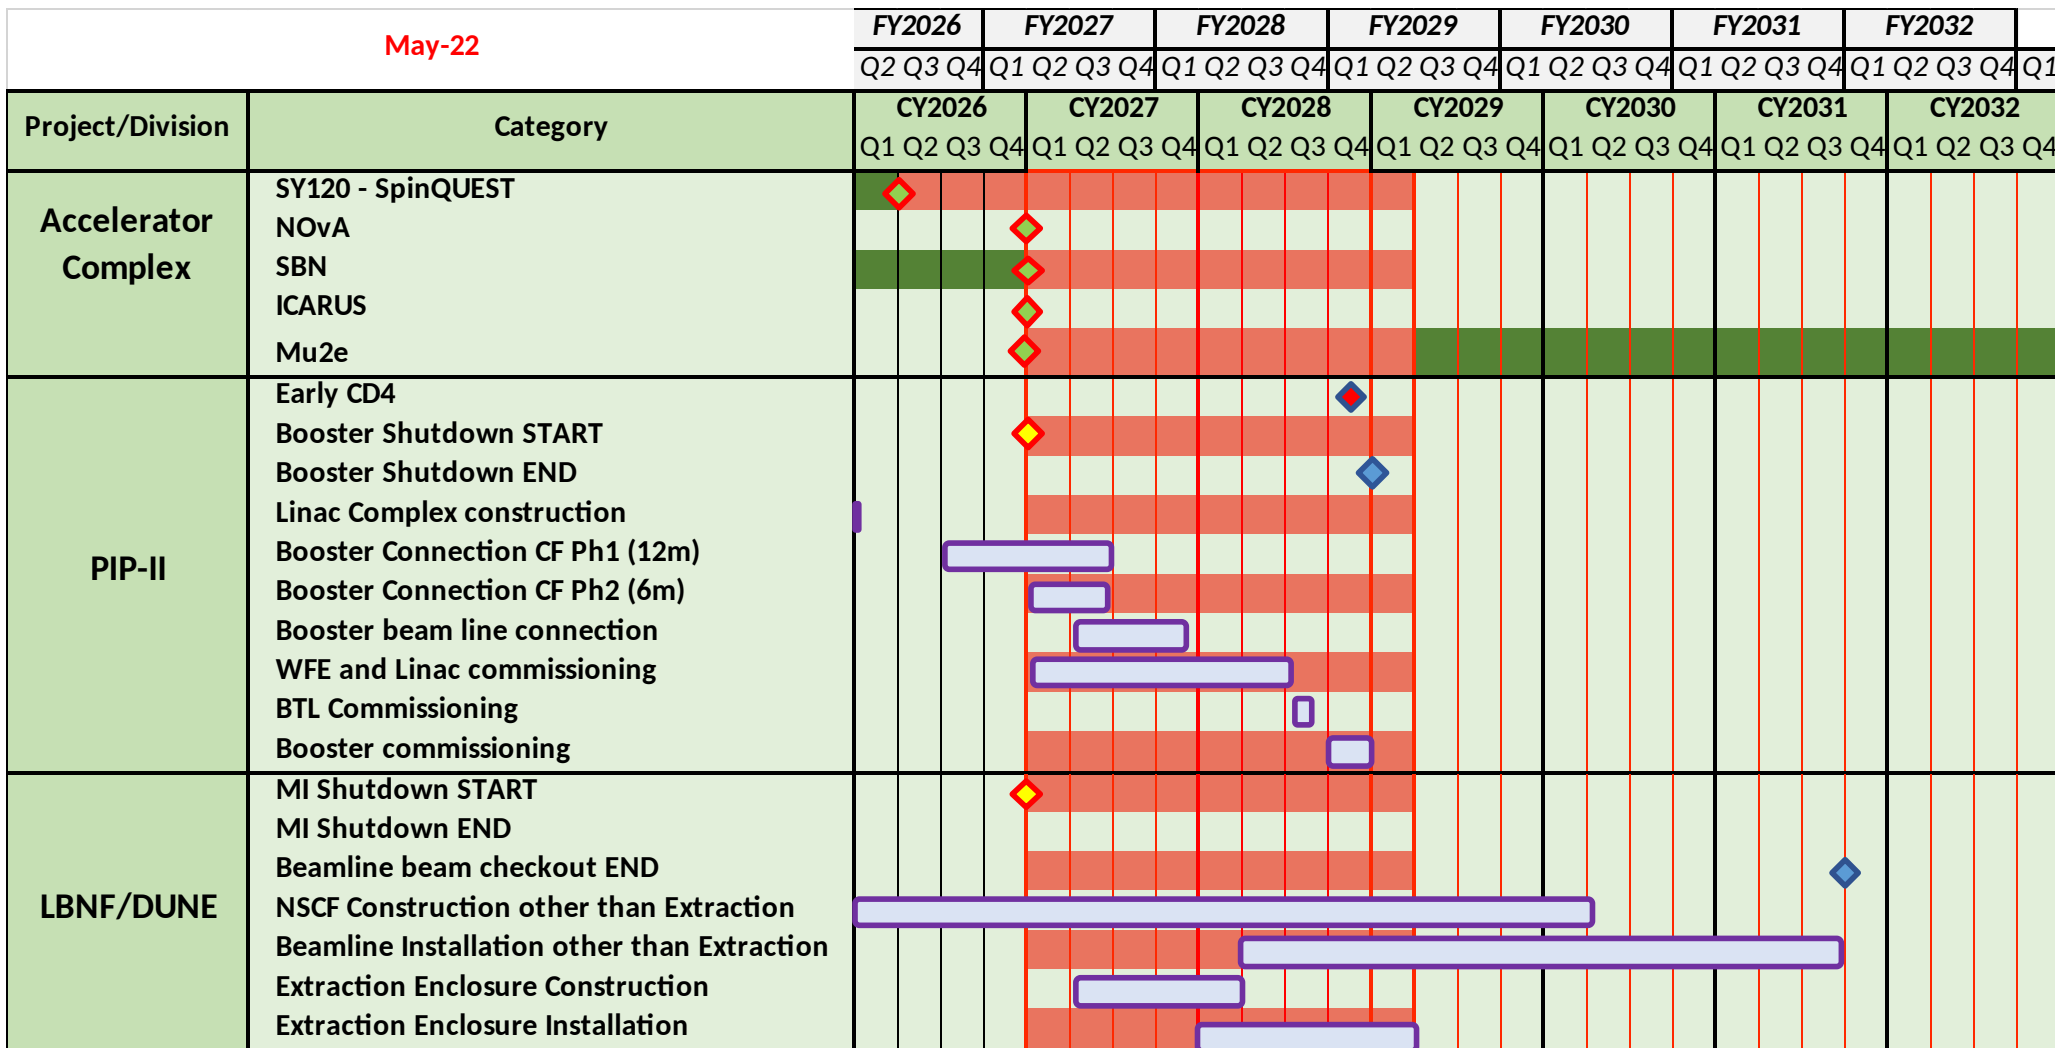 May-22
FY2026 FY2027 FY2028 FY2029 FY2030 FY2031 FY2032
Q2 Q3 Q4 Q1 Q2 Q3 Q4 Q1 Q2 Q3 Q4 Q1 Q2 Q3 Q4 Q1 Q2 Q3 Q4 Q1 Q2 Q3 Q4 Q1 Q2 Q3 Q4 Q1
Project/Division Category CY2026 CY2027 CY2028 CY2029 CY2030 CY2031 CY2032
Q1 Q2 Q3 Q4 Q1 Q2 Q3 Q4 Q1 Q2 Q3 Q4 Q1 Q2 Q3 Q4 Q1 Q2 Q3 Q4 Q1 Q2 Q3 Q4 Q1 Q2 Q3 Q4
Accelerator
Complex
SY120 - SpinQUEST
NOvA
SBN
ICARUS
Mu2e
PIP-II
Early CD4
Booster Shutdown START
Booster Shutdown END
Linac Complex construction
Booster Connection CF Ph1 (12m)
Booster Connection CF Ph2 (6m)
Booster beam line connection
WFE and Linac commissioning
BTL Commissioning
Booster commissioning
LBNF/DUNE
MI Shutdown START
MI Shutdown END
Beamline beam checkout END
NSCF Construction other than Extraction
Beamline Installation other than Extraction
Extraction Enclosure Construction
Extraction Enclosure Installation